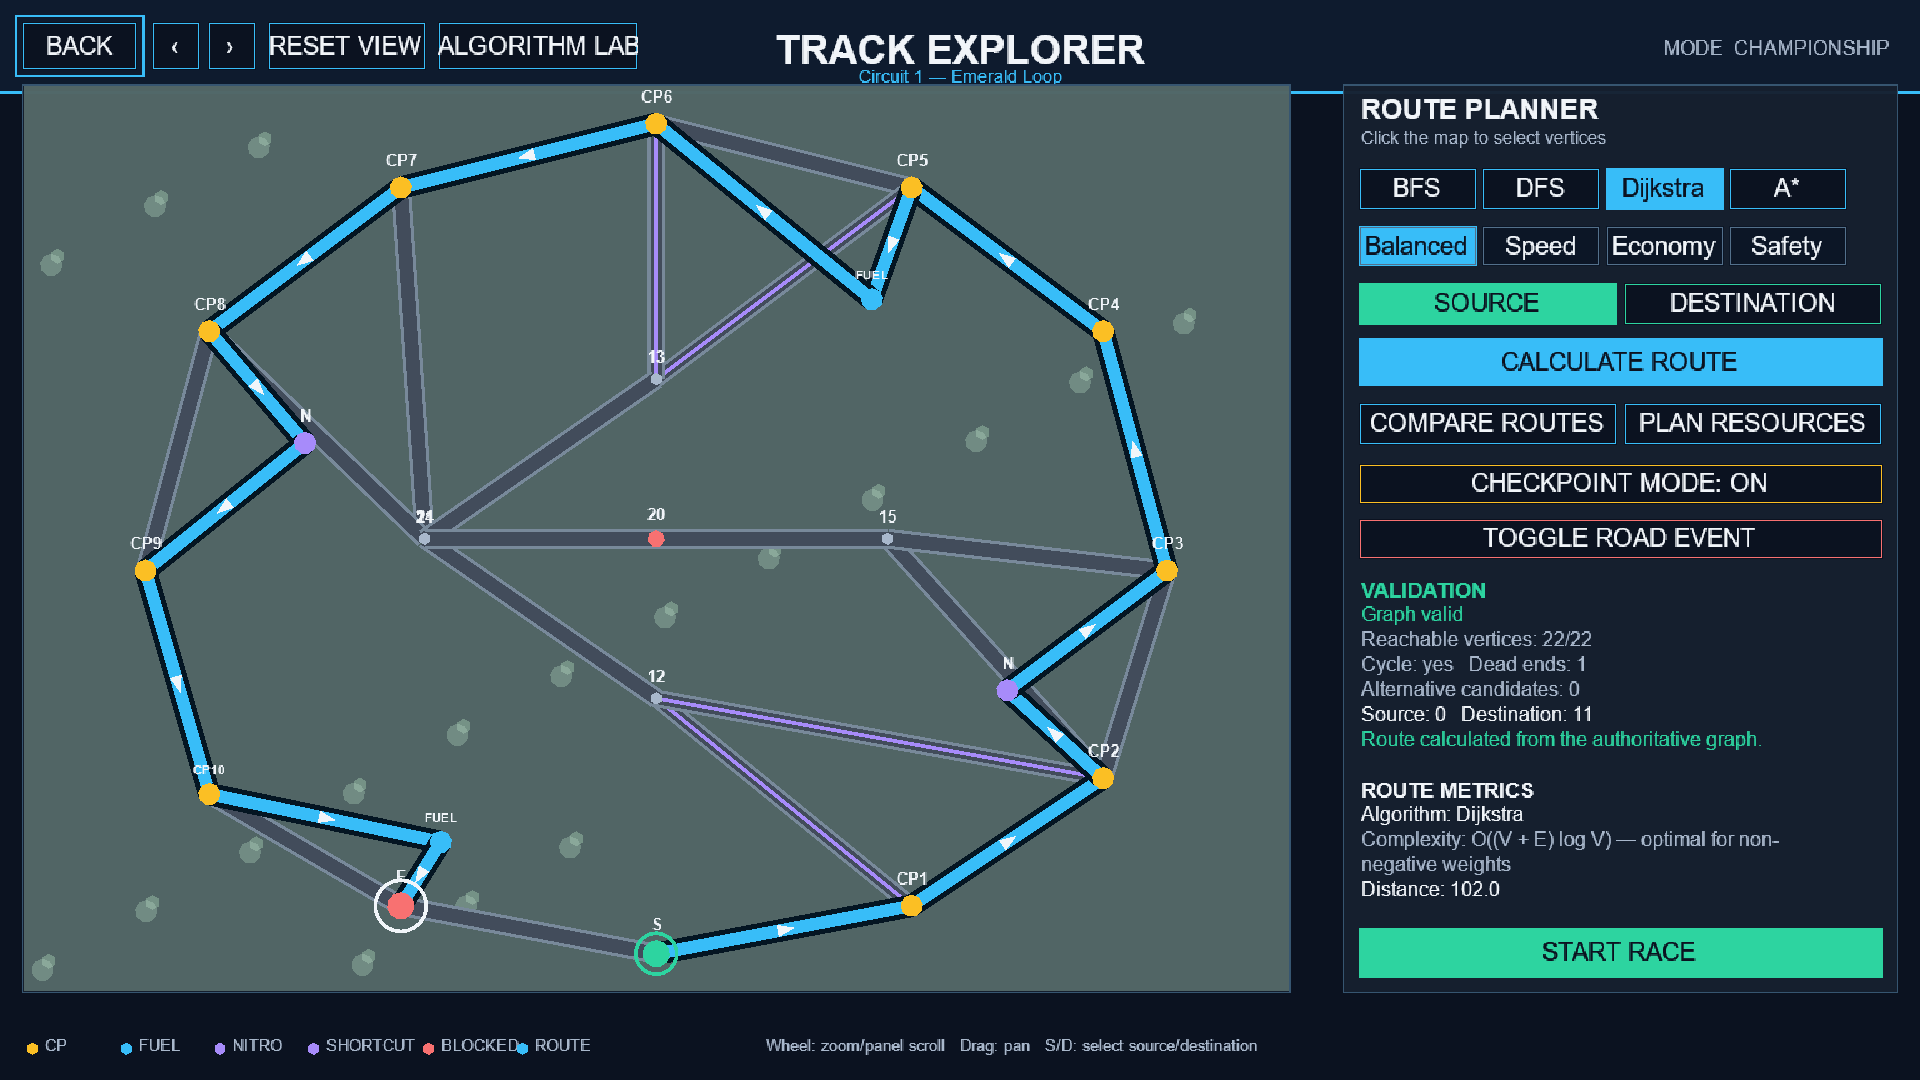 BACK
‹
›
RESET VIEW
ALGORITHM LAB
TRACK EXPLORER
Circuit 1 — Emerald Loop
MODE CHAMPIONSHIP
CP6
CP7
CP5
FUEL
CP8
CP4
13
N
20
15
CP9
CP3
12
N
CP2
CP10
FUEL
E
CP1
S
ROUTE PLANNER
Click the map to select vertices
BFS
DFS
Dijkstra
A*
Balanced
Speed
Economy
Safety
SOURCE
DESTINATION
CALCULATE ROUTE
COMPARE ROUTES
PLAN RESOURCES
CHECKPOINT MODE: ON
TOGGLE ROAD EVENT
VALIDATION
Graph valid
Reachable vertices: 22/22
Cycle: yes Dead ends: 1
Alternative candidates: 0
Source: 0 Destination: 11
Route calculated from the authoritative graph.
ROUTE METRICS
Algorithm: Dijkstra
Complexity: O((V + E) log V) — optimal for non-
negative weights
Distance: 102.0
START RACE
CP
FUEL
NITRO
SHORTCUT
BLOCKED
ROUTE
Wheel: zoom/panel scroll Drag: pan S/D: select source/destination